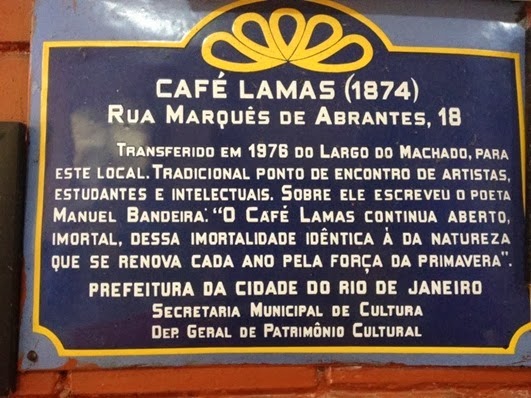 CAFÉ LAMAS (1874)
RUA MARQUÊS DE ABRANTES, 18
TRANSFERIDO EM 1976 DO LARGO DO MACHADO, PARA
ESTE LOCAL. TRADICIONAL PONTO DE ENCONTRO DE ARTISTAS,
ESTUDANTES E INTELECTUAIS. SOBRE ELE ESCREVEU O POETA
MANUEL BANDEIRA: "O CAFÉ LAMAS CONTINUA ABERTO,
IMORTAL, DESSA IMORTALIDADE IDÊNTICA À DA NATUREZA
QUE SE RENOVA CADA ANO PELA FORÇA DA PRIMAVERA".
PREFEITURA DA CIDADE DO RIO DE JANEIRO
SECRETARIA MUNICIPAL DE CULTURA
DEP. GERAL DE PATRIMÔNIO CULTURAL